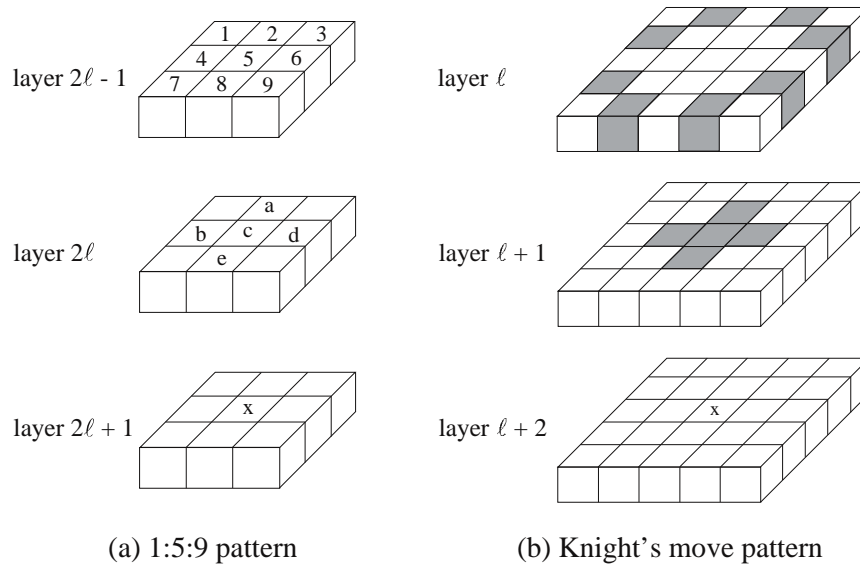 1 2 3
4 5 6
7 8 9
layer 2ℓ - 1
a
b c d
e
layer 2ℓ
x
layer 2ℓ + 1
(a) 1:5:9 pattern
layer ℓ
layer ℓ + 1
x
layer ℓ + 2
(b) Knight's move pattern